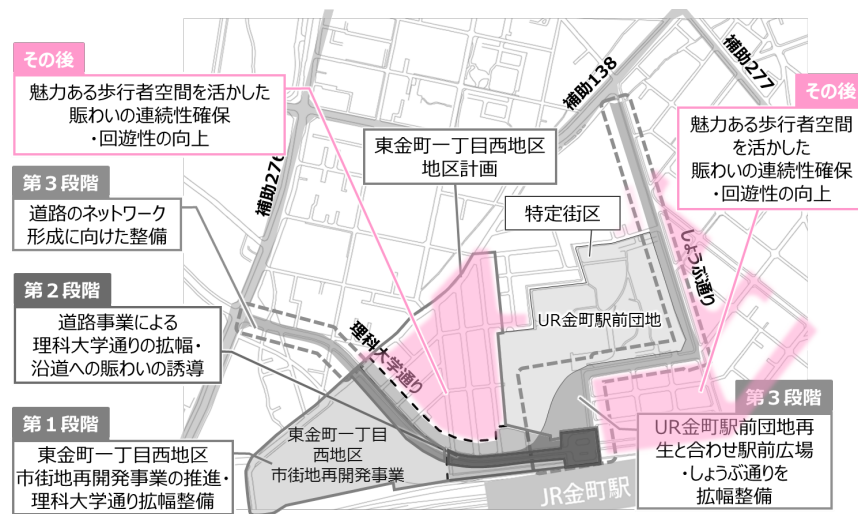 その後
魅力ある歩行者空間を活かした
賑わいの連続性確保
・回遊性の向上
第3段階
道路のネットワーク
形成に向けた整備
第2段階
道路事業による
理科大学通りの拡幅・
沿道への賑わいの誘導
第1段階
東金町一丁目西地区
市街地再開発事業の推進・
理科大学通り拡幅整備
補助276
東金町一丁目西地区
地区計画
補助138
補助277
特定街区
しょうぶ通り
UR金町駅前団地
理科大学通り
東金町一丁目
西地区
市街地再開発事業
JR金町駅
その後
魅力ある歩行者空間
を活かした
賑わいの連続性確保
・回遊性の向上
第3段階
UR金町駅前団地再
生と合わせ駅前広場
・しょうぶ通りを
拡幅整備